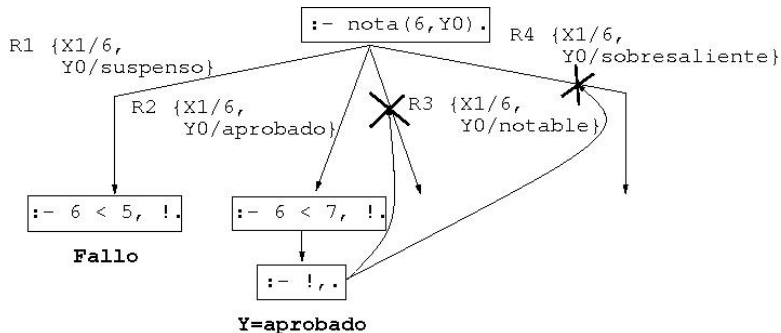 :- nota(6,Y0).
R1 {X1/6,
Y0/suspenso}
R2 {X1/6,
Y0/aprobado}
R3 {X1/6,
Y0/notable}
R4 {X1/6,
Y0/sobresaliente}
:- 6 < 5, !.
Fallo
:- 6 < 7, !.
:- !,.
Y=aprobado